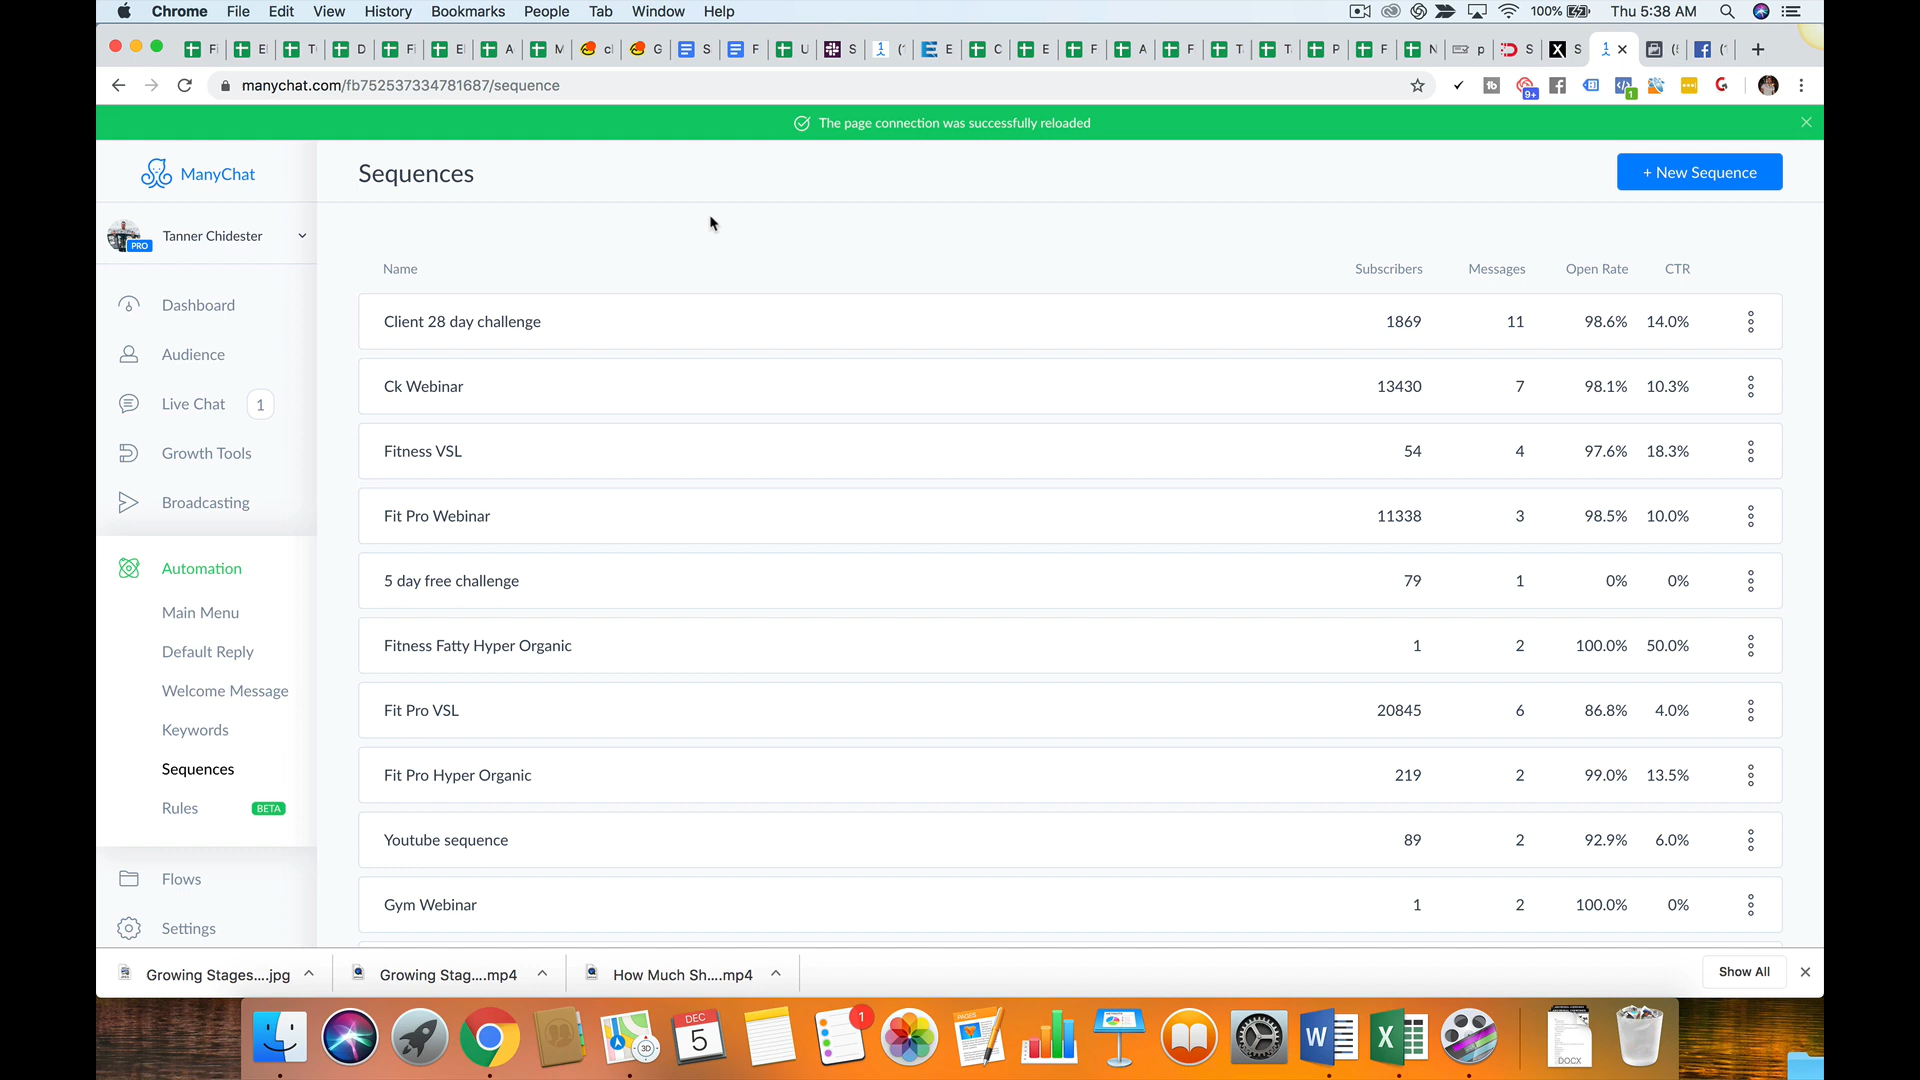 Chrome File Edit View History Bookmarks People Tab Window Help 100% Thu 5:38 AM
manychat.com/fb752537334781687/sequence
The page connection was successfully reloaded
ManyChat
Sequences
+ New Sequence
PRO Tanner Chidester
Name Subscribers Messages Open Rate CTR
Dashboard
Client 28 day challenge 1869 11 98.6% 14.0%
Audience
Ck Webinar 13430 7 98.1% 10.3%
Live Chat 1
Growth Tools
Fitness VSL 54 4 97.6% 18.3%
Broadcasting
Fit Pro Webinar 11338 3 98.5% 10.0%
Automation
5 day free challenge 79 1 0% 0%
Main Menu
Default Reply
Fitness Fatty Hyper Organic 1 2 100.0% 50.0%
Welcome Message
Fit Pro VSL 20845 6 86.8% 4.0%
Keywords
Sequences
Fit Pro Hyper Organic 219 2 99.0% 13.5%
Rules BETA
Youtube sequence 89 2 92.9% 6.0%
Flows
Gym Webinar 1 2 100.0% 0%
Settings
Growing Stages....jpg Growing Stag....mp4 How Much Sh....mp4 Show All
DEC
5
3D
1
PAGES
DOCX